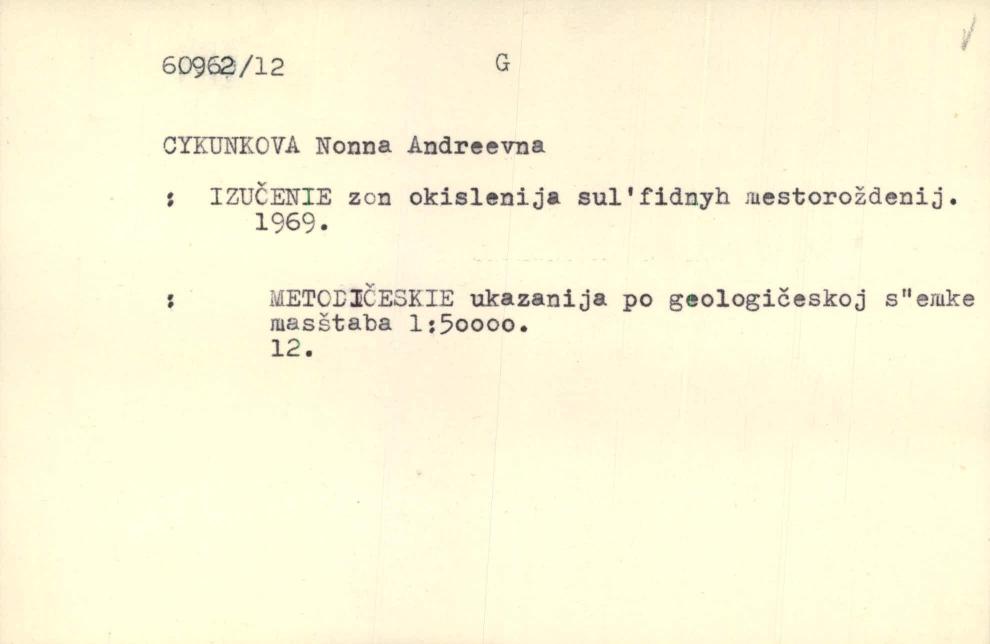 60962/12 G
CYKUNKOVA Nonna Andreevna
: IZUČENIE zon okislenija sul'fidnyh mestoroždenij.
1969.
: METODIČESKIE ukazanija po geologičeskoj s"emke
masštaba 1:50000.
12.